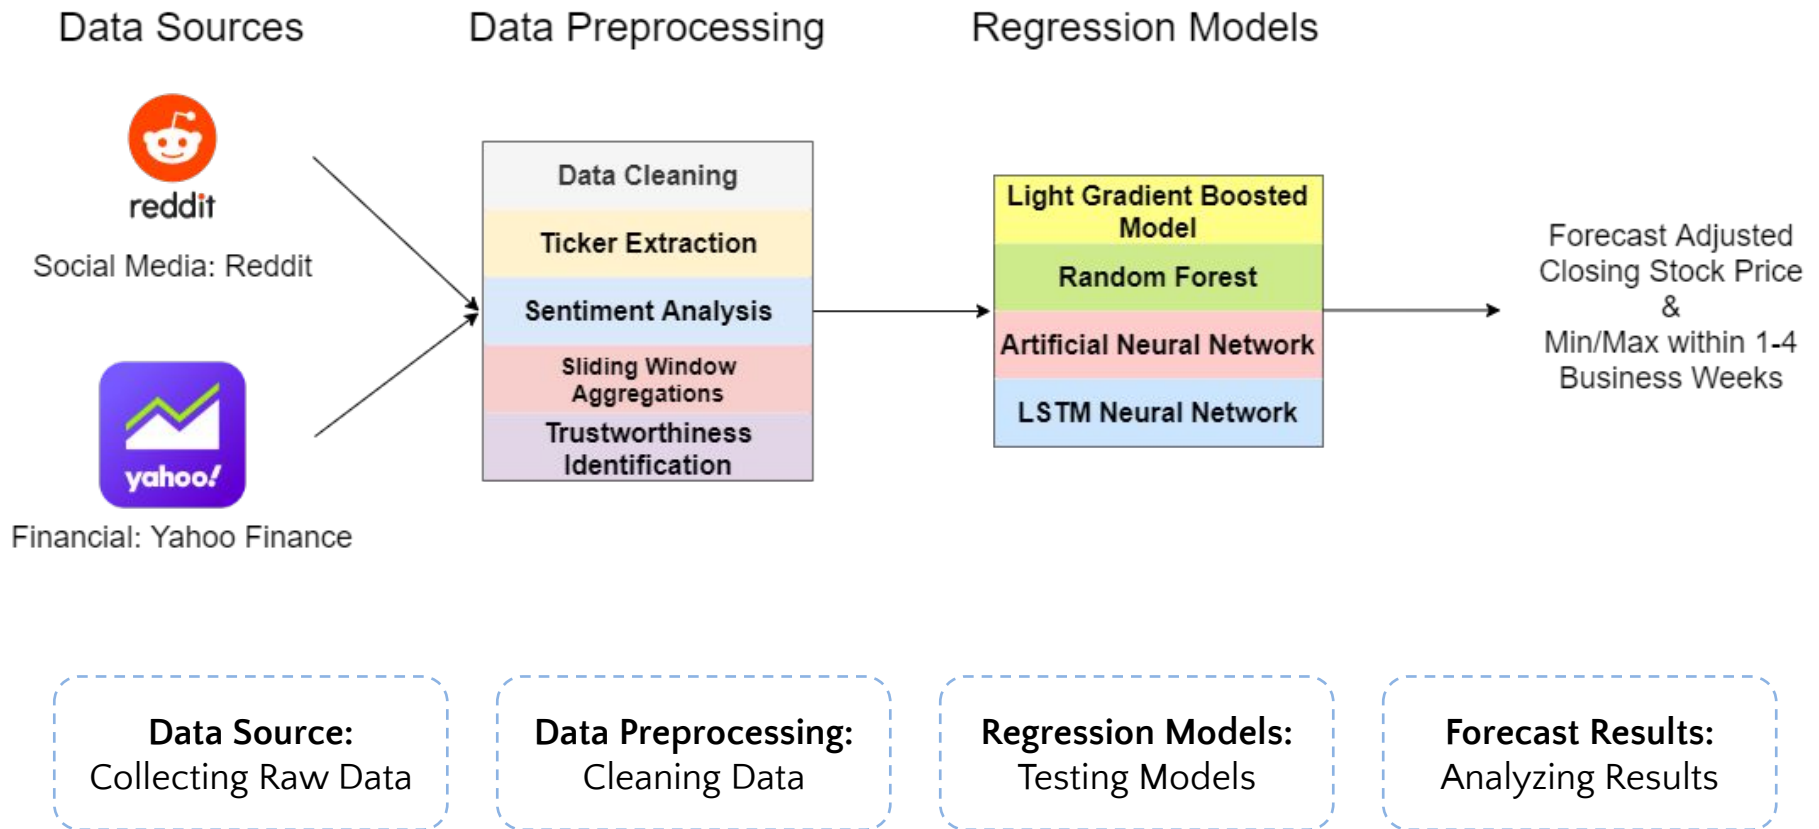 Data Sources
Data Preprocessing
Regression Models
reddit
Social Media: Reddit
yahoo!
Financial: Yahoo Finance
Data Cleaning
Ticker Extraction
Sentiment Analysis
Sliding Window
Aggregations
Trustworthiness
Identification
Light Gradient Boosted
Model
Random Forest
Artificial Neural Network
LSTM Neural Network
Forecast Adjusted
Closing Stock Price
&
Min/Max within 1-4
Business Weeks
Data Source:
Collecting Raw Data
Data Preprocessing:
Cleaning Data
Regression Models:
Testing Models
Forecast Results:
Analyzing Results